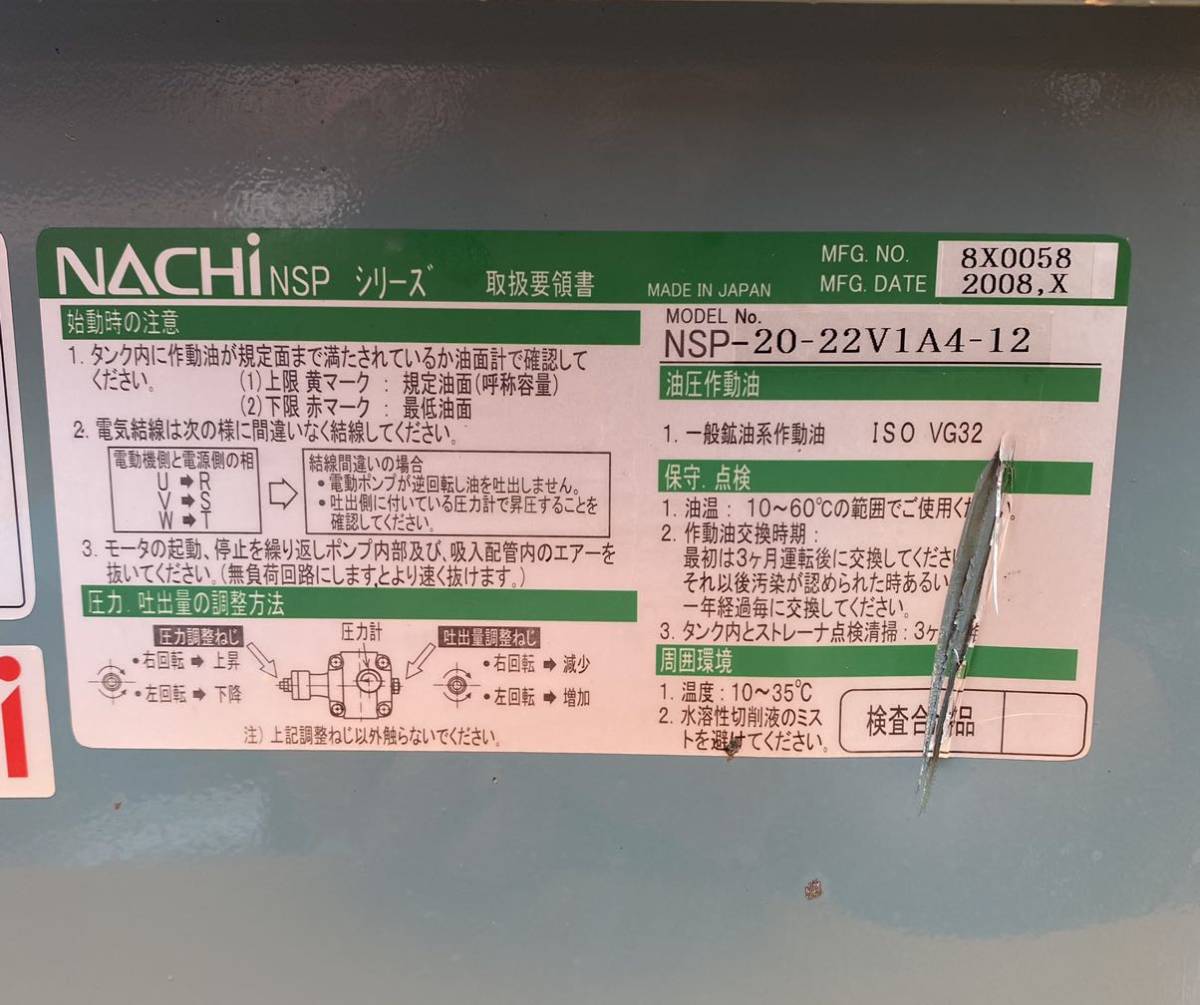 NACHi NSP シリーズ 取扱要領書 MADE IN JAPAN
MFG. NO. 8X0058
MFG. DATE 2008,X
始動時の注意
1. タンク内に作動油が規定面まで満たされているか油面計で確認して
ください。 (1)上限 黄マーク : 規定油面(呼称容量)
(2)下限 赤マーク : 最低油面
2. 電気結線は次の様に間違いなく結線してください。
電動機側と電源側の相
U ➡ R
V ➡ S
W ➡ T
結線間違いの場合
• 電動ポンプが逆回転し油を吐出しません。
• 吐出側に付いている圧力計で昇圧することを
確認してください。
3. モータの起動、停止を繰り返しポンプ内部及び、吸入配管内のエアーを
抜いてください。(無負荷回路にしますとより速く抜けます。)
圧力. 吐出量の調整方法
圧力調整ねじ
• 右回転 ➡ 上昇
• 左回転 ➡ 下降
圧力計
吐出量調整ねじ
• 右回転 ➡ 減少
• 左回転 ➡ 増加
注) 上記調整ねじ以外触らないでください。
MODEL No.
NSP-20-22V1A4-12
油圧作動油
1. 一般鉱油系作動油 ISO VG32
保守. 点検
1. 油温 : 10~60℃の範囲でご使用く 。
2. 作動油交換時期 :
最初は3ヶ月運転後に交換してくださ
それ以後汚染が認められた時あるい
一年経過毎に交換してください。
3. タンク内とストレーナ点検清掃 : 3ヶ
周囲環境
1. 温度 : 10~35℃
2. 水溶性切削液のミス
トを避けてください。
検査合 品
i